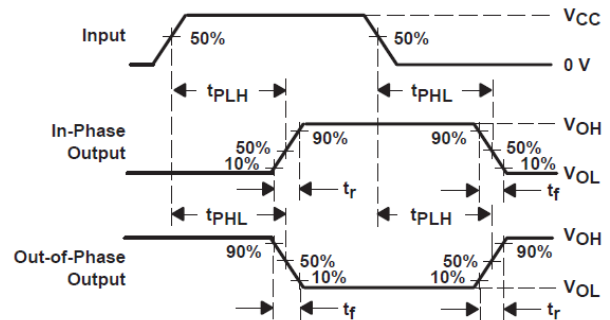 VCC
Input 50% 50%
0 V
tPLH tPHL
In-Phase Output
90% 90% VOH
50% 50%
10% 10%
VOL
tr tf
tPHL tPLH
Out-of-Phase Output
90% 90% VOH
50% 50%
10% 10%
VOL
tf tr